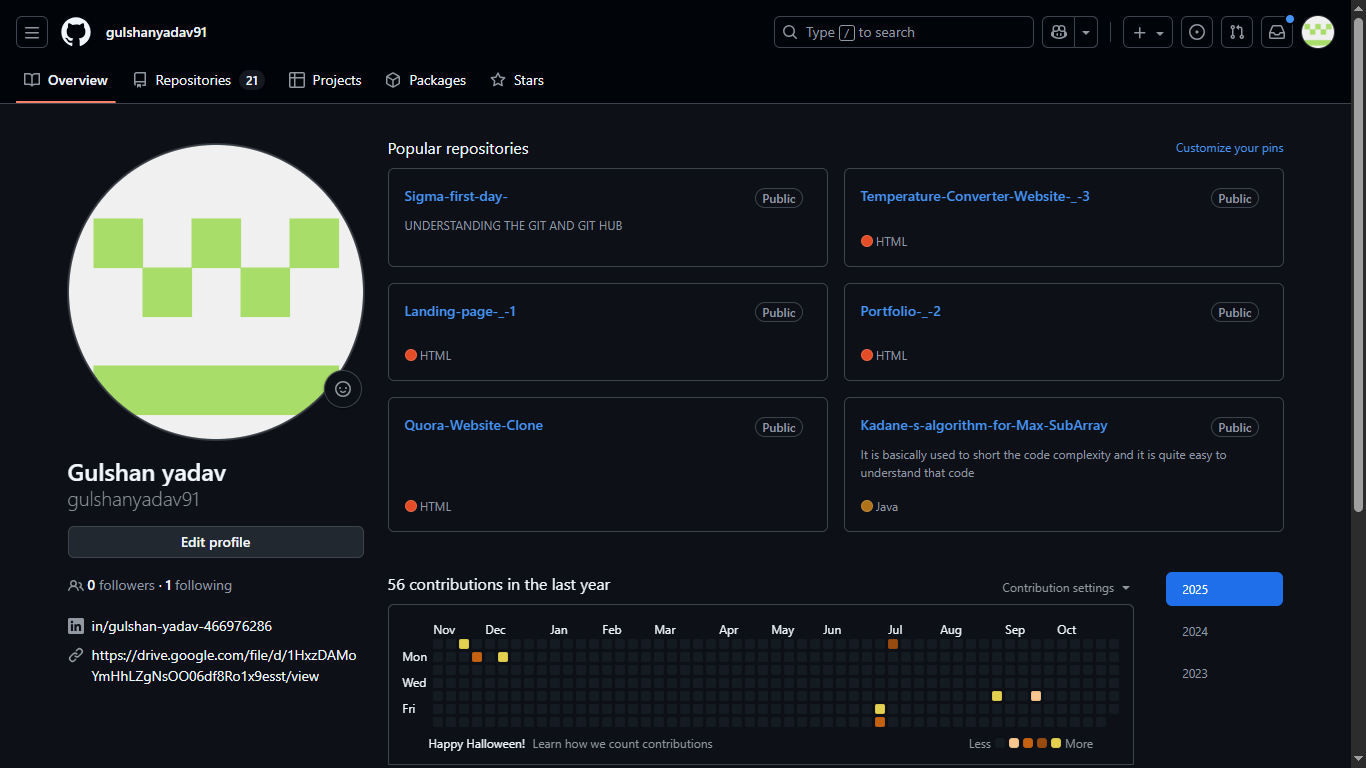 gulshanyadav91
Type / to search
Overview
Repositories 21
Projects
Packages
Stars
Gulshan yadav
gulshanyadav91
Edit profile
0 followers · 1 following
in/gulshan-yadav-466976286
https://drive.google.com/file/d/1HxzDAMo
YmHhLZgNsOO06df8Ro1x9esst/view
Popular repositories
Customize your pins
Sigma-first-day-
Public
UNDERSTANDING THE GIT AND GIT HUB
Temperature-Converter-Website-_-3
Public
HTML
Landing-page-_-1
Public
HTML
Portfolio-_-2
Public
HTML
Quora-Website-Clone
Public
HTML
Kadane-s-algorithm-for-Max-SubArray
Public
It is basically used to short the code complexity and it is quite easy to
understand that code
Java
56 contributions in the last year
Contribution settings
Nov Dec Jan Feb Mar Apr May Jun Jul Aug Sep Oct
Mon
Wed
Fri
Happy Halloween! Learn how we count contributions
Less More
2025
2024
2023